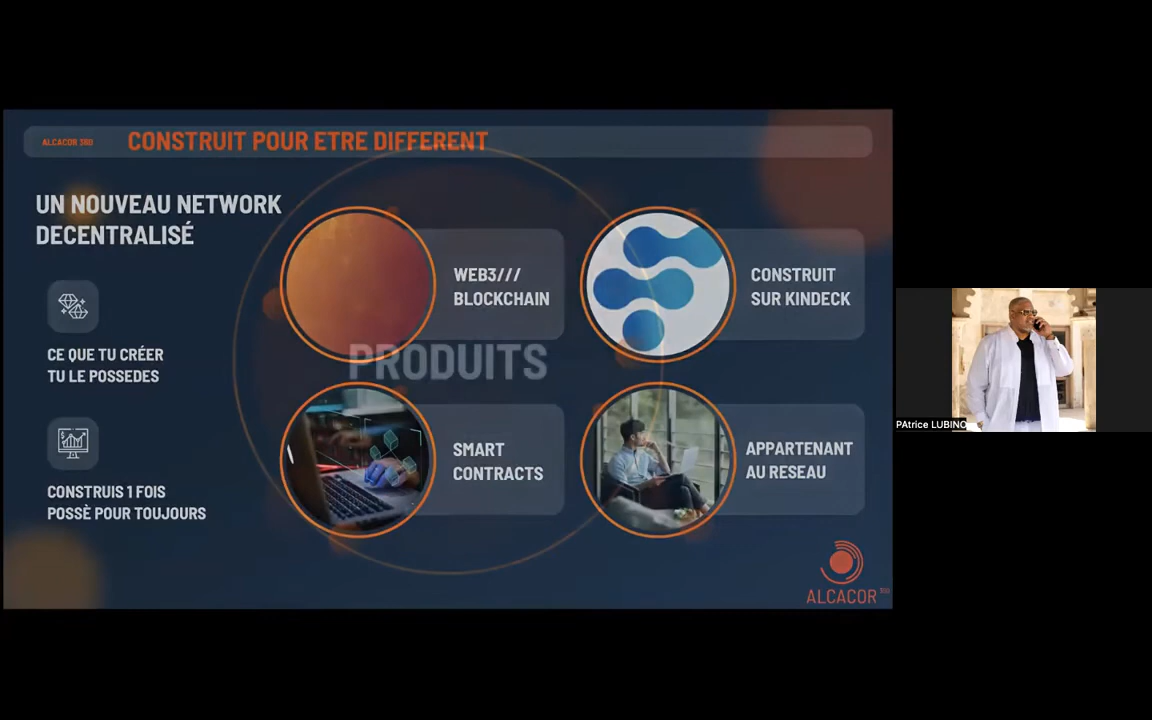 ALCACOR 360
CONSTRUIT POUR ETRE DIFFERENT
UN NOUVEAU NETWORK
DECENTRALISÉ
CE QUE TU CRÉER
TU LE POSSEDES
CONSTRUIS 1 FOIS
POSSÈ POUR TOUJOURS
WEB3///
BLOCKCHAIN
CONSTRUIT
SUR KINDECK
PRODUITS
SMART
CONTRACTS
APPARTENANT
AU RESEAU
ALCACOR 360
PAtrice LUBINO